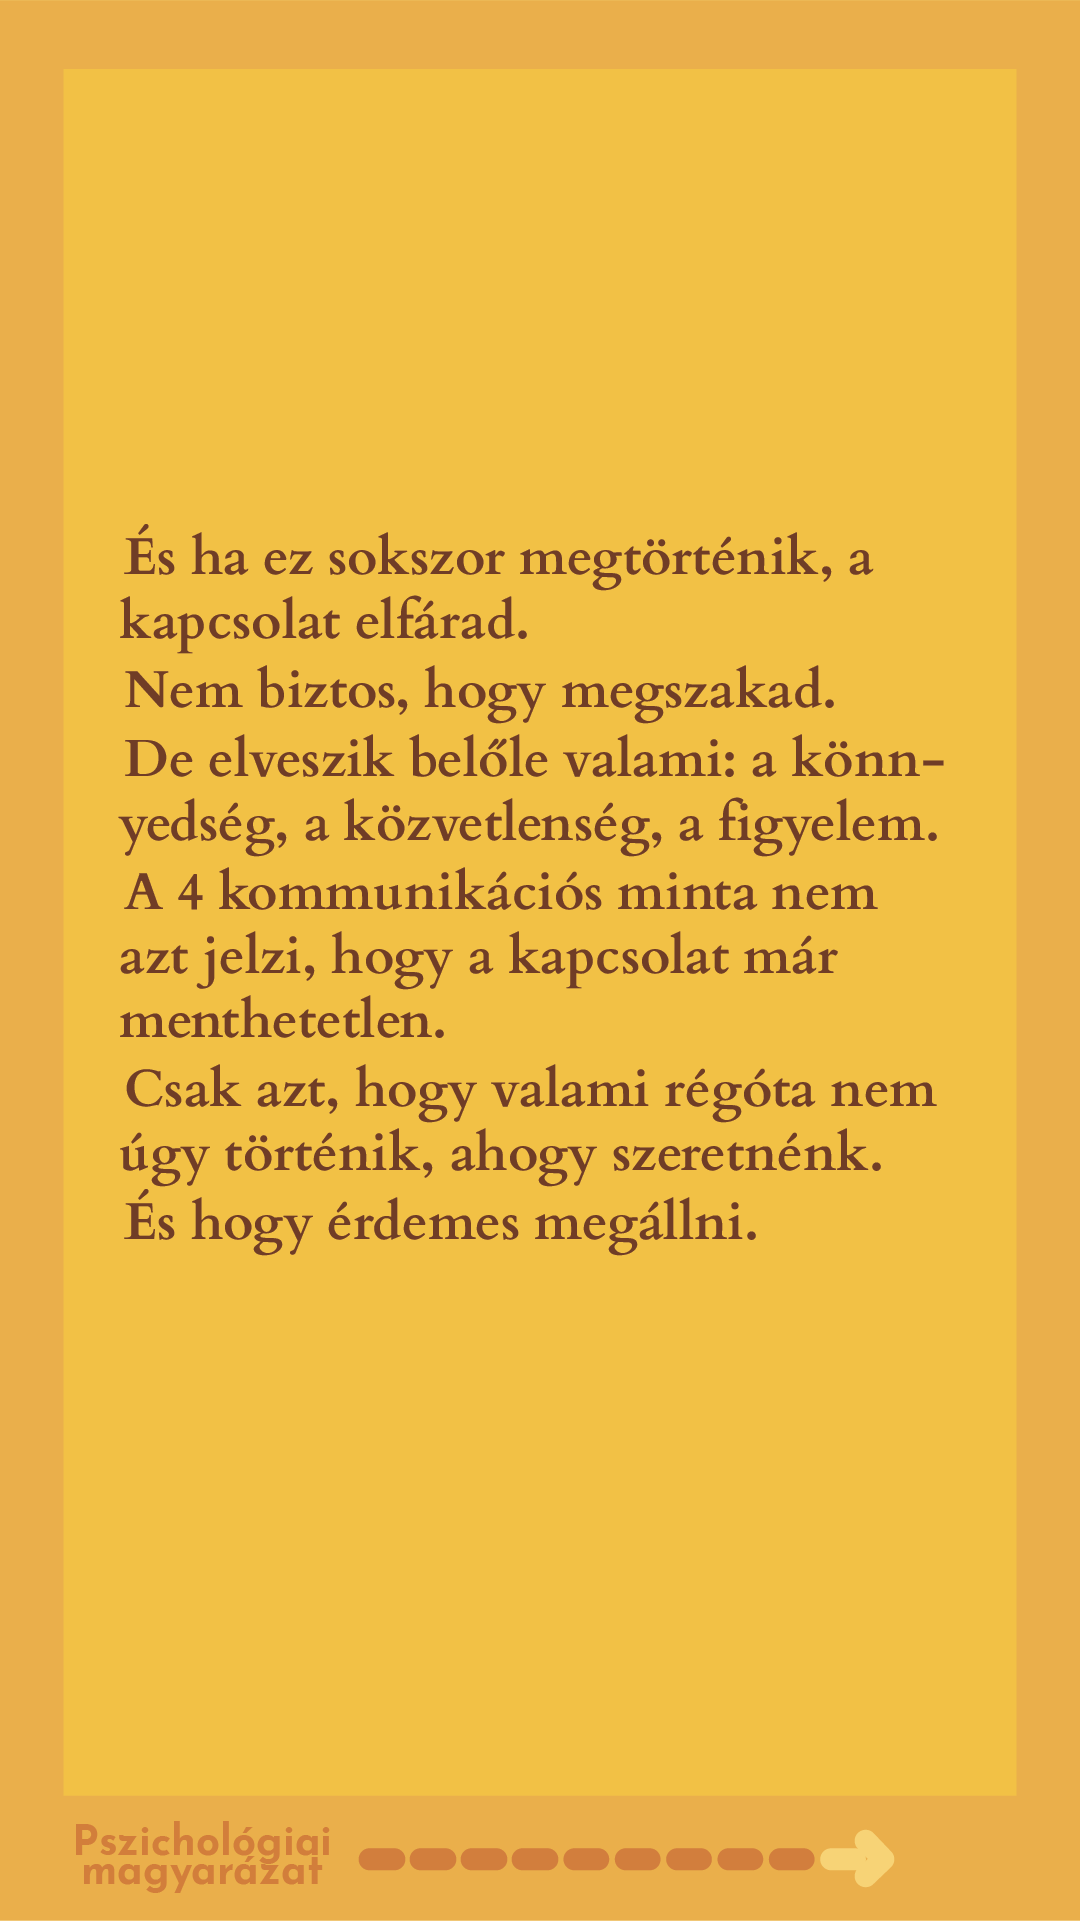 És ha ez sokszor megtörténik, a
kapcsolat elfárad.
Nem biztos, hogy megszakad.
De elveszik belőle valami: a könn-
yedség, a közvetlenség, a figyelem.
A 4 kommunikációs minta nem
azt jelzi, hogy a kapcsolat már
menthetetlen.
Csak azt, hogy valami régóta nem
úgy történik, ahogy szeretnénk.
És hogy érdemes megállni.
Pszichológiai
magyarázat